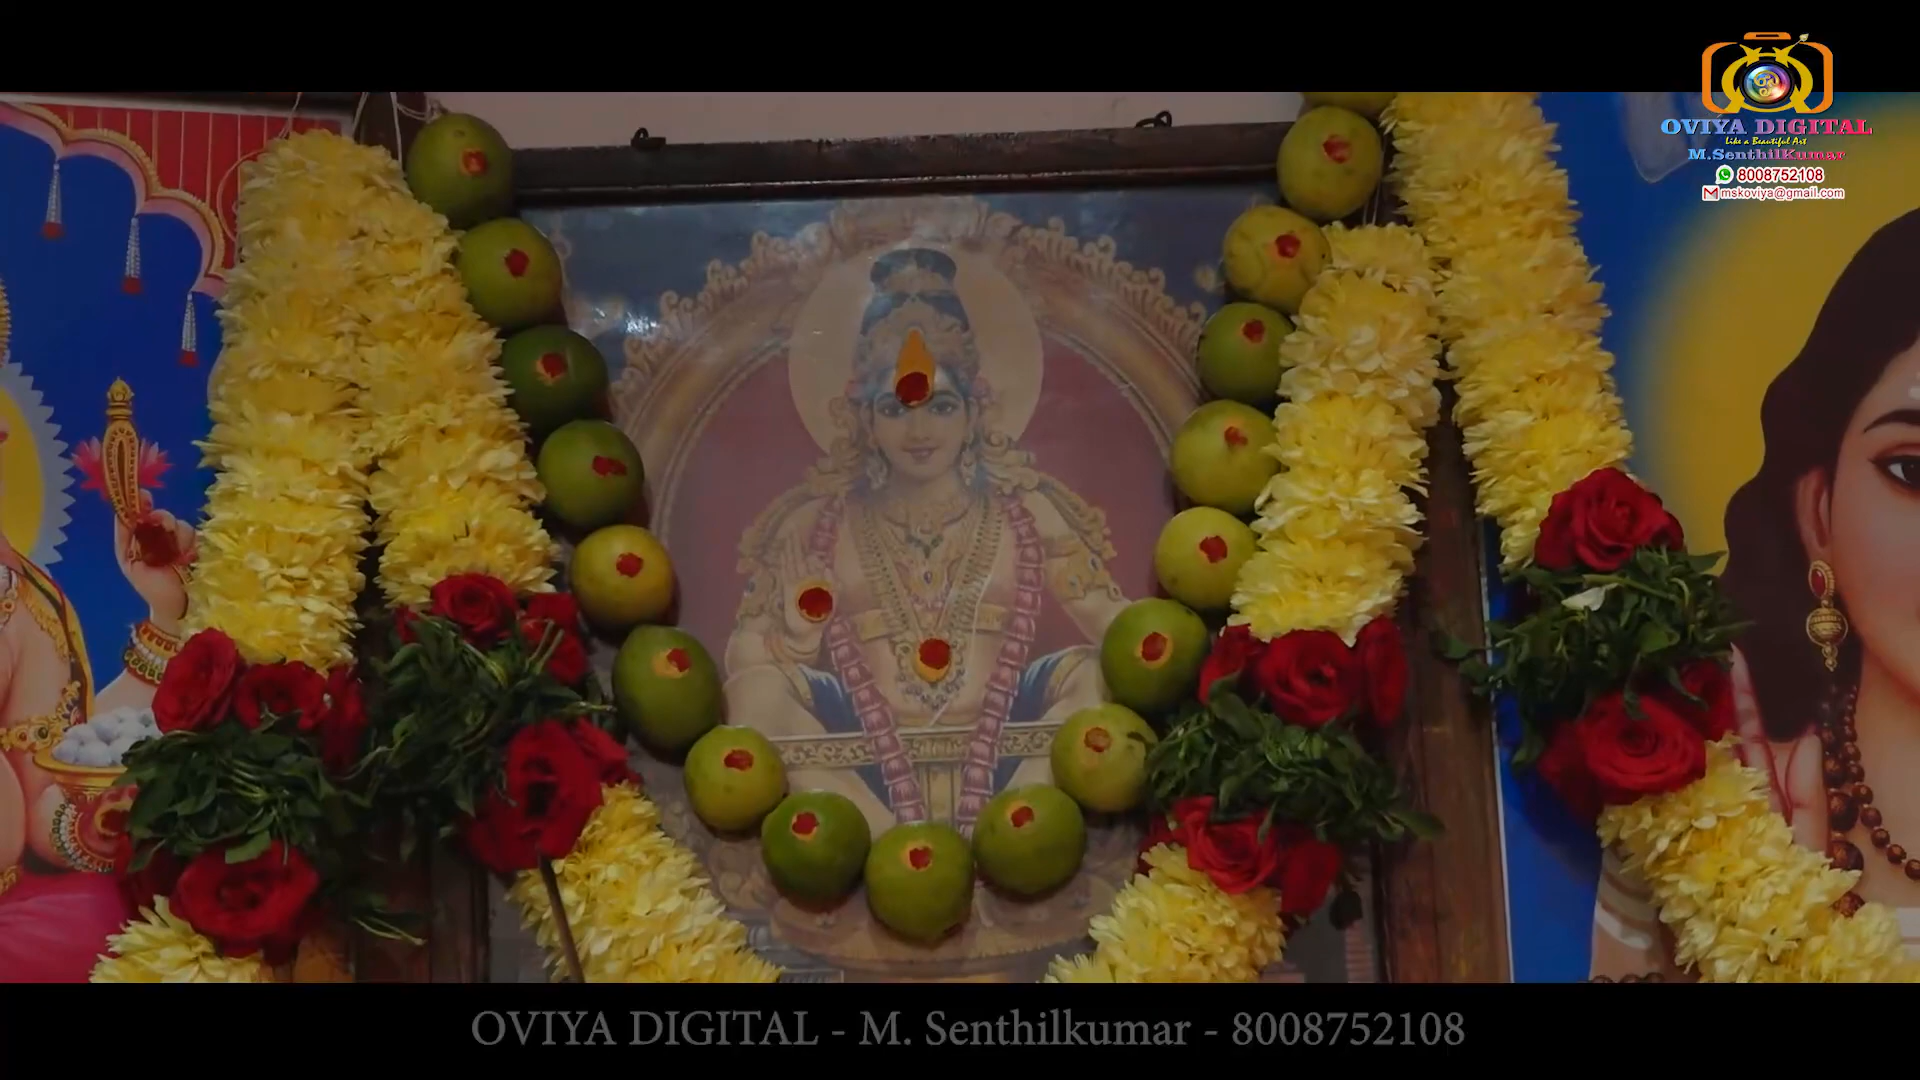 OVIYA DIGITAL
Like a Beautiful Art
M.SenthilKumar
8008752108
mskoviya@gmail.com
OVIYA DIGITAL - M. Senthilkumar - 8008752108